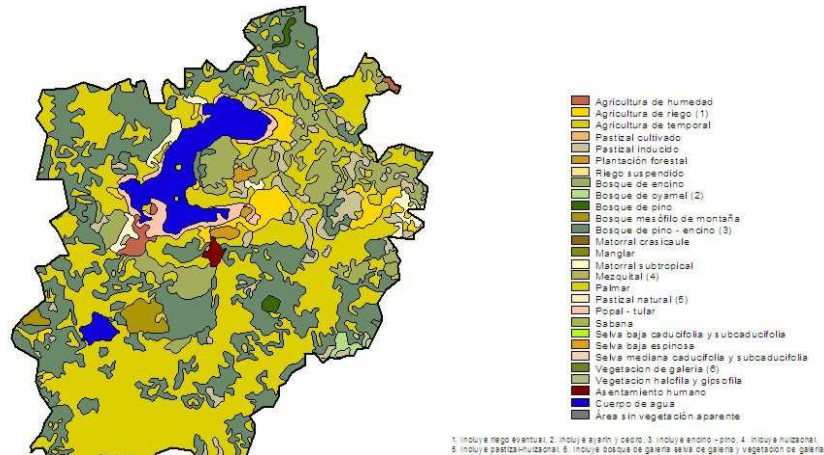 Agricultura de humedad
Agricultura de riego (1)
Agricultura de temporal
Pastizal cultivado
Pastizal inducido
Plantación forestal
Riego suspendido
Bosque de encino
Bosque de oyamel (2)
Bosque de pino
Bosque mesófilo de montaña
Bosque de pino - encino (3)
Matorral crasicaule
Manglar
Matorral subtropical
Mezquital (4)
Palmar
Pastizal natural (5)
Popal - tular
Sabana
Selva baja caducifolia y subcaducifolia
Selva baja espinosa
Selva mediana caducifolia y subcaducifolia
Vegetacion de galeria (6)
Vegetacion halofila y gipsofila
Asentamiento humano
Cuerpo de agua
Área sin vegetación aparente
1. Incluye riego eventual, 2. Incluye ayarín y cedro, 3. Incluye encino - pino, 4. Incluye huizachal,
5. Incluye pastizal-huizachal, 6. Incluye bosque de galeria selva de galeria y vegetación de galeria